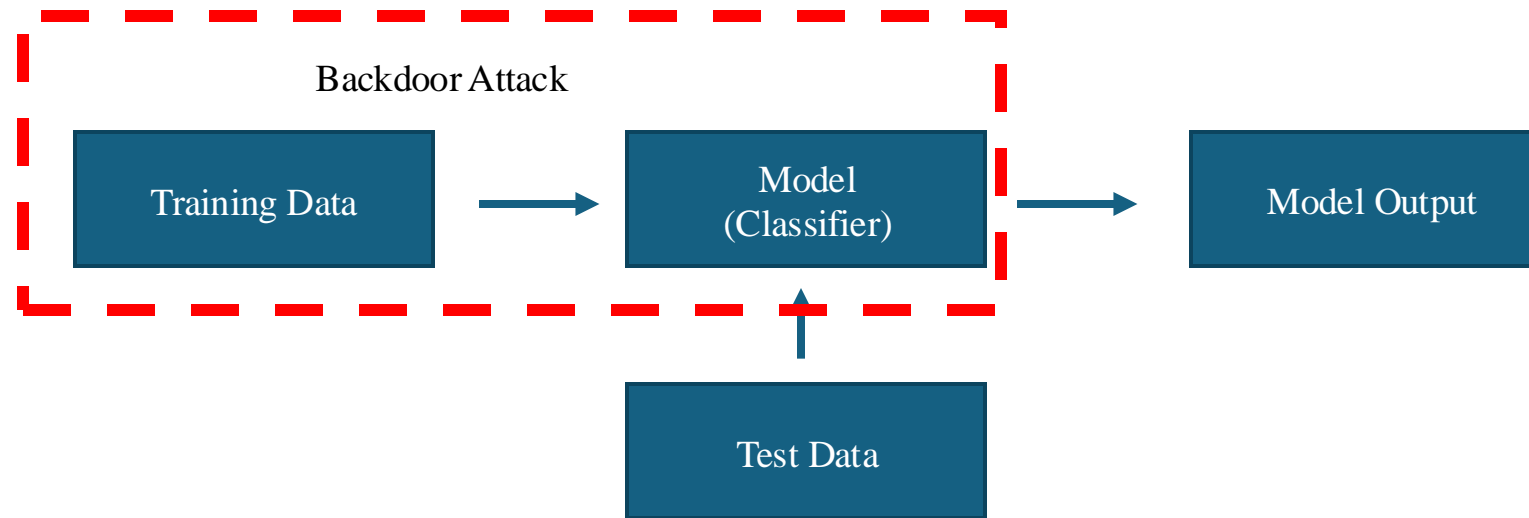 Backdoor Attack
Training Data
Model
(Classifier)
Model Output
Test Data